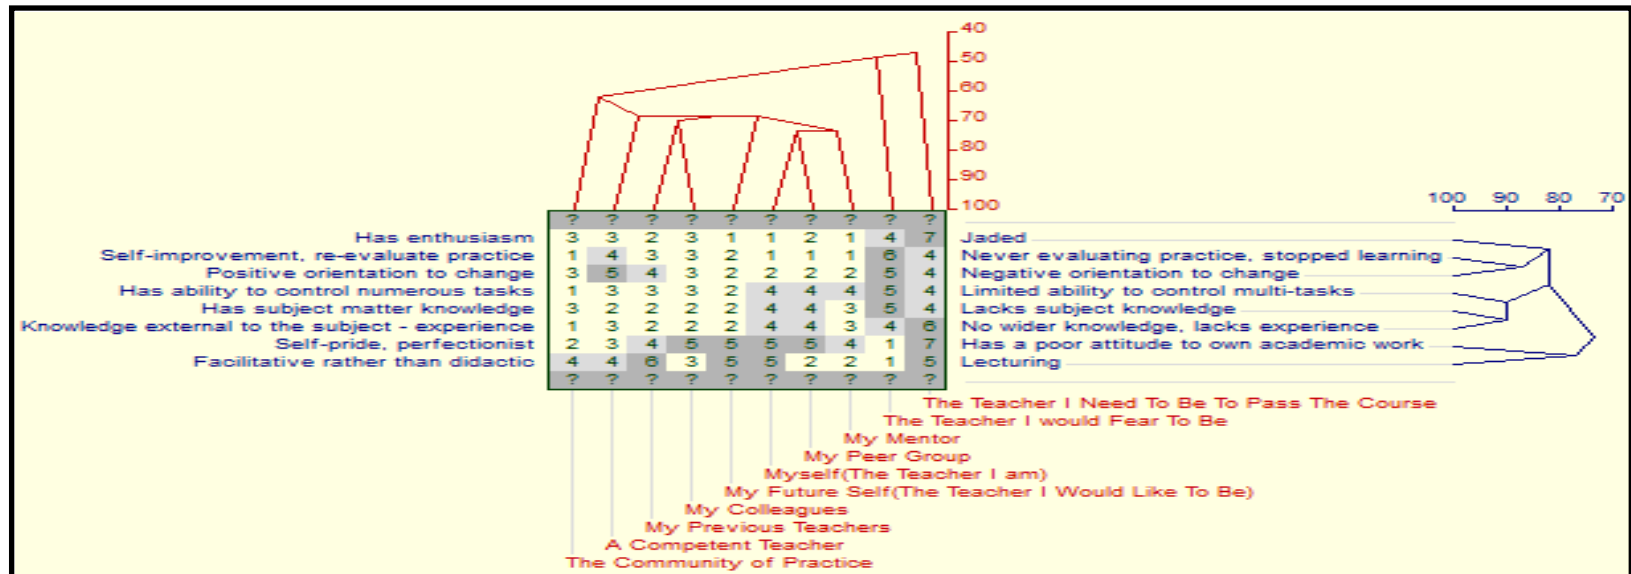 40
50
60
70
80
90
100
100 90 80 70
? ? ? ? ? ? ? ? ? ?
Has enthusiasm 3 3 2 3 1 1 2 1 4 7 Jaded
Self-improvement, re-evaluate practice 1 4 3 3 2 1 1 1 6 4 Never evaluating practice, stopped learning
Positive orientation to change 3 5 4 3 2 2 2 2 5 4 Negative orientation to change
Has ability to control numerous tasks 1 3 3 3 2 4 4 4 5 4 Limited ability to control multi-tasks
Has subject matter knowledge 3 2 2 2 2 4 4 3 5 4 Lacks subject knowledge
Knowledge external to the subject - experience 1 3 2 2 2 4 4 3 4 6 No wider knowledge, lacks experience
Self-pride, perfectionist 2 3 4 5 5 5 5 4 1 7 Has a poor attitude to own academic work
Facilitative rather than didactic 4 4 6 3 5 5 2 2 1 5 Lecturing
? ? ? ? ? ? ? ? ? ?
The Teacher I Need To Be To Pass The Course
The Teacher I would Fear To Be
My Mentor
My Peer Group
Myself(The Teacher I am)
My Future Self(The Teacher I Would Like To Be)
My Colleagues
My Previous Teachers
A Competent Teacher
The Community of Practice